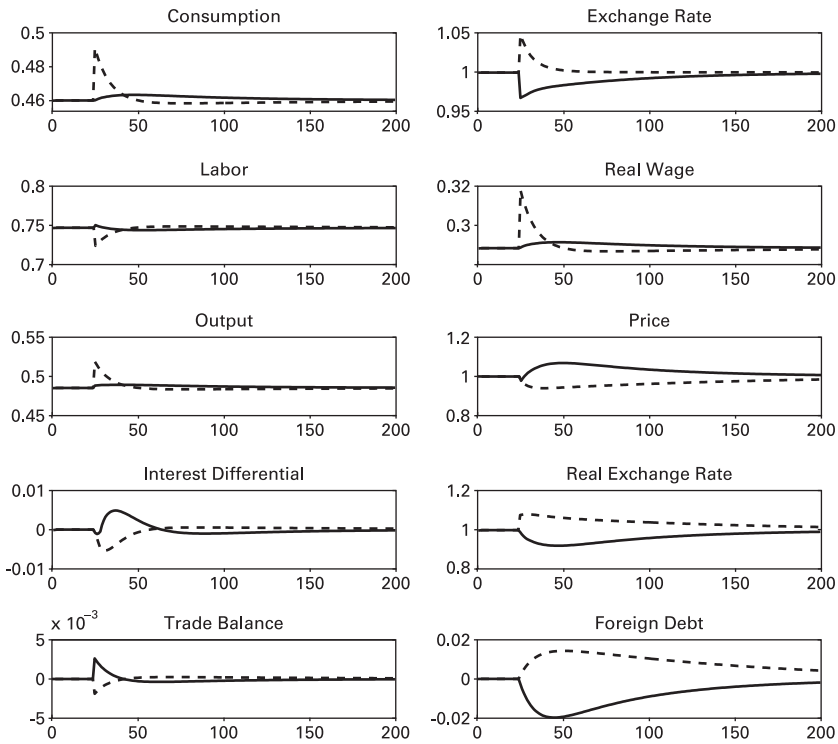 Consumption
0.5
0.48
0.46
0 50 100 150 200
Exchange Rate
1.05
1
0.95
0 50 100 150 200
Labor
0.8
0.75
0.7
0 50 100 150 200
Real Wage
0.32
0.3
0 50 100 150 200
Output
0.55
0.5
0.45
0 50 100 150 200
Price
1.2
1
0.8
0 50 100 150 200
Interest Differential
0.01
0
-0.01
0 50 100 150 200
Real Exchange Rate
1.2
1
0.8
0 50 100 150 200
Trade Balance
x 10⁻³
5
0
-5
0 50 100 150 200
Foreign Debt
0.02
0
-0.02
0 50 100 150 200